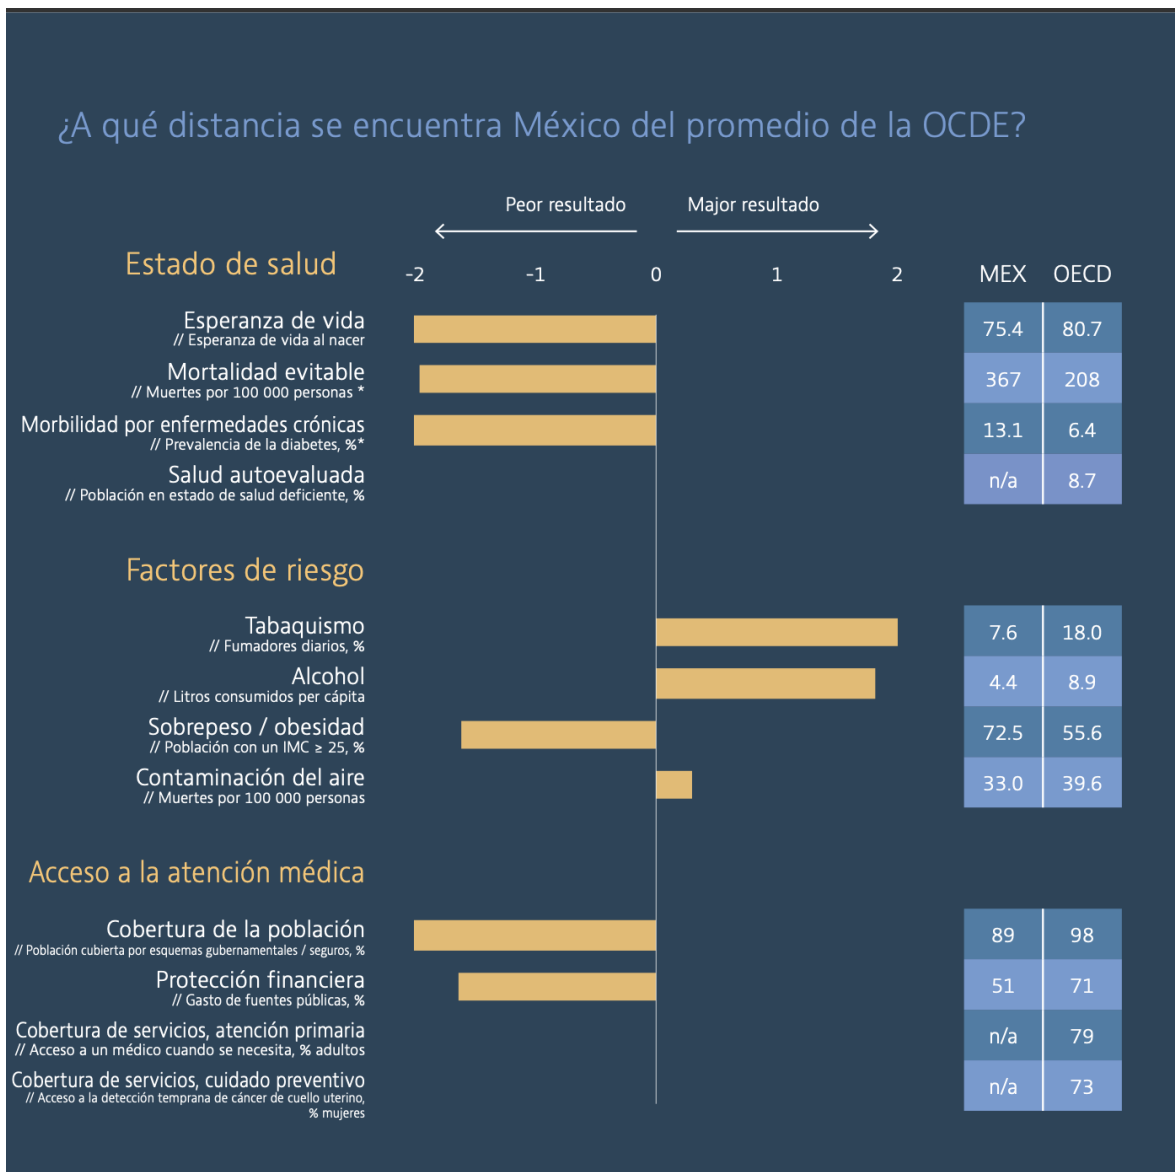 ¿A qué distancia se encuentra México del promedio de la OCDE?
Peor resultado Major resultado
Estado de salud -2 -1 0 1 2 MEX OECD
Esperanza de vida 75.4 80.7
// Esperanza de vida al nacer
Mortalidad evitable 367 208
// Muertes por 100 000 personas *
Morbilidad por enfermedades crónicas 13.1 6.4
// Prevalencia de la diabetes, %*
Salud autoevaluada n/a 8.7
// Población en estado de salud deficiente, %
Factores de riesgo
Tabaquismo 7.6 18.0
// Fumadores diarios, %
Alcohol 4.4 8.9
// Litros consumidos per cápita
Sobrepeso / obesidad 72.5 55.6
// Población con un IMC ≥ 25, %
Contaminación del aire 33.0 39.6
// Muertes por 100 000 personas
Acceso a la atención médica
Cobertura de la población 89 98
// Población cubierta por esquemas gubernamentales / seguros, %
Protección financiera 51 71
// Gasto de fuentes públicas, %
Cobertura de servicios, atención primaria n/a 79
// Acceso a un médico cuando se necesita, % adultos
Cobertura de servicios, cuidado preventivo n/a 73
// Acceso a la detección temprana de cáncer de cuello uterino,
% mujeres